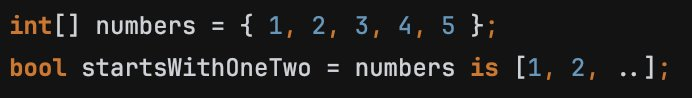 int[] numbers = { 1, 2, 3, 4, 5 };
bool startsWithOneTwo = numbers is [1, 2, ..];